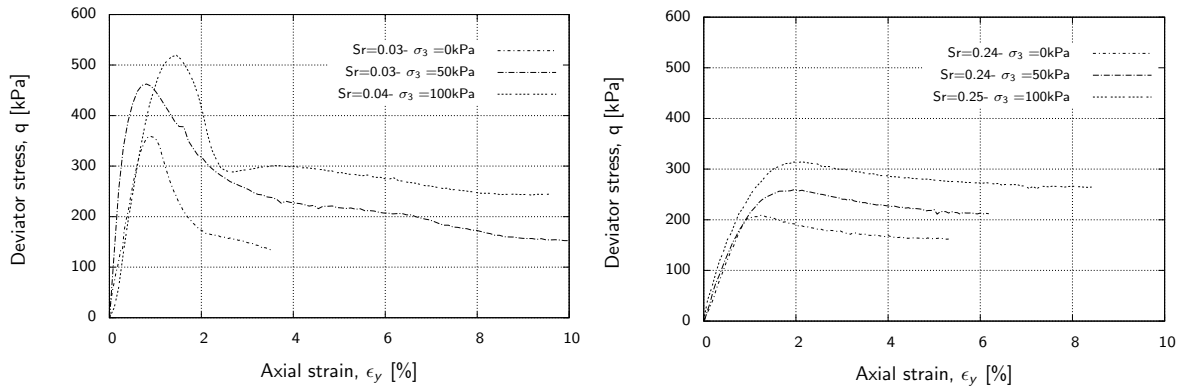 600
500
400
300
200
100
0
0 2 4 6 8 10
Deviator stress, q [kPa]
Axial strain, ϵy [%]
Sr=0.03- σ3 =0kPa
Sr=0.03- σ3 =50kPa
Sr=0.04- σ3 =100kPa
600
500
400
300
200
100
0
0 2 4 6 8 10
Deviator stress, q [kPa]
Axial strain, ϵy [%]
Sr=0.24- σ3 =0kPa
Sr=0.24- σ3 =50kPa
Sr=0.25- σ3 =100kPa